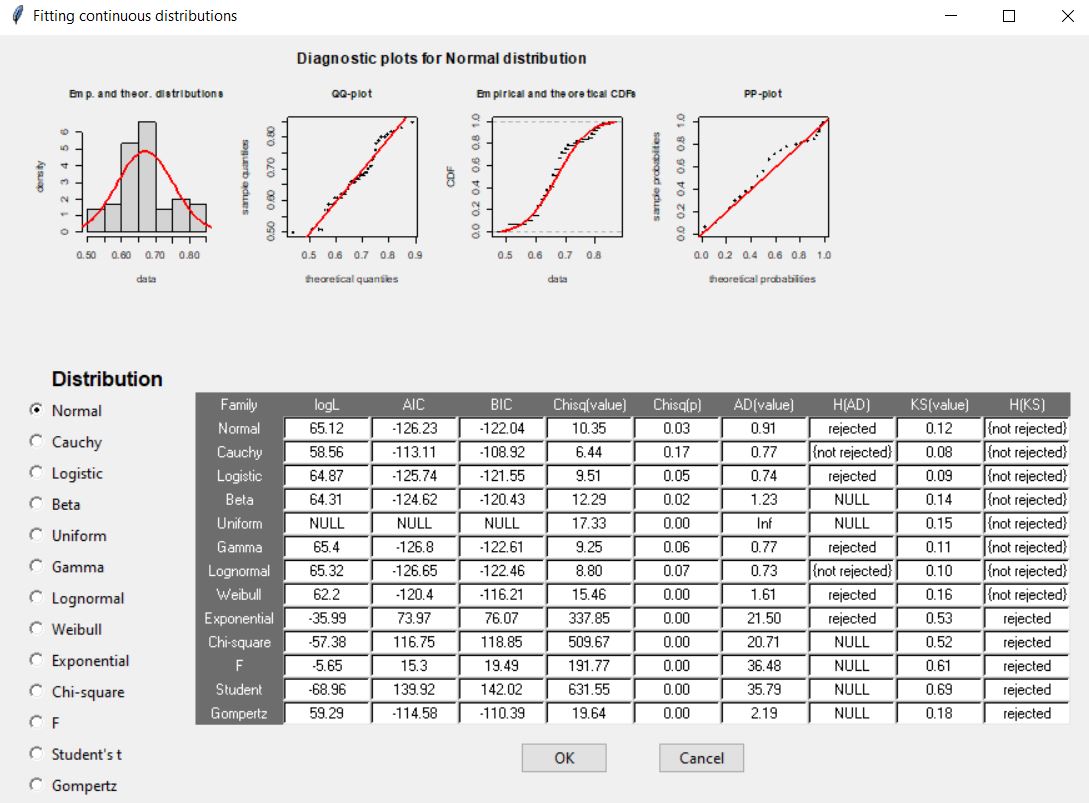 Fitting continuous distributions
Diagnostic plots for Normal distribution
Emp. and theor. distributions QQ-plot Empirical and theoretical CDFs PP-plot
density
0 1 2 3 4 5 6
0.50 0.60 0.70 0.80
data
sample quantiles
0.50 0.60 0.70 0.80
0.5 0.6 0.7 0.8 0.9
theoretical quantiles
CDF
0.0 0.2 0.4 0.6 0.8 1.0
0.5 0.6 0.7 0.8
data
sample probabilities
0.0 0.2 0.4 0.6 0.8 1.0
0.0 0.2 0.4 0.6 0.8 1.0
theoretical probabilities
Distribution
Normal
Cauchy
Logistic
Beta
Uniform
Gamma
Lognormal
Weibull
Exponential
Chi-square
F
Student's t
Gompertz
Family logL AIC BIC Chisq(value) Chisq(p) AD(value) H(AD) KS(value) H(KS)
Normal 65.12 -126.23 -122.04 10.35 0.03 0.91 rejected 0.12 {not rejected}
Cauchy 58.56 -113.11 -108.92 6.44 0.17 0.77 {not rejected} 0.08 {not rejected}
Logistic 64.87 -125.74 -121.55 9.51 0.05 0.74 rejected 0.09 {not rejected}
Beta 64.31 -124.62 -120.43 12.29 0.02 1.23 NULL 0.14 {not rejected}
Uniform NULL NULL NULL 17.33 0.00 Inf NULL 0.15 {not rejected}
Gamma 65.4 -126.8 -122.61 9.25 0.06 0.77 rejected 0.11 {not rejected}
Lognormal 65.32 -126.65 -122.46 8.80 0.07 0.73 {not rejected} 0.10 {not rejected}
Weibull 62.2 -120.4 -116.21 15.46 0.00 1.61 rejected 0.16 {not rejected}
Exponential -35.99 73.97 76.07 337.85 0.00 21.50 rejected 0.53 rejected
Chi-square -57.38 116.75 118.85 509.67 0.00 20.71 NULL 0.52 rejected
F -5.65 15.3 19.49 191.77 0.00 36.48 NULL 0.61 rejected
Student -68.96 139.92 142.02 631.55 0.00 35.79 NULL 0.69 rejected
Gompertz 59.29 -114.58 -110.39 19.64 0.00 2.19 NULL 0.18 rejected
OK Cancel